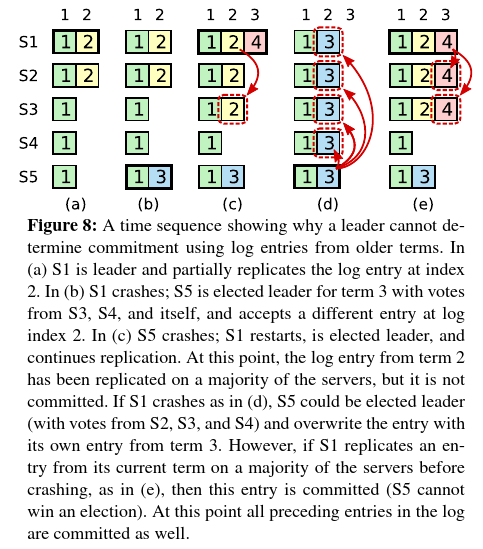 1 2 1 2 1 2 3 1 2 3 1 2 3
S1 1 2 1 2 1 2 4 1 3 1 2 4
S2 1 2 1 2 1 2 1 3 1 2 4
S3 1 1 1 2 1 3 1 2 4
S4 1 1 1 1 3 1
S5 1 1 3 1 3 1 3 1 3
(a) (b) (c) (d) (e)
Figure 8: A time sequence showing why a leader cannot de-
termine commitment using log entries from older terms. In
(a) S1 is leader and partially replicates the log entry at index
2. In (b) S1 crashes; S5 is elected leader for term 3 with votes
from S3, S4, and itself, and accepts a different entry at log
index 2. In (c) S5 crashes; S1 restarts, is elected leader, and
continues replication. At this point, the log entry from term 2
has been replicated on a majority of the servers, but it is not
committed. If S1 crashes as in (d), S5 could be elected leader
(with votes from S2, S3, and S4) and overwrite the entry with
its own entry from term 3. However, if S1 replicates an en-
try from its current term on a majority of the servers before
crashing, as in (e), then this entry is committed (S5 cannot
win an election). At this point all preceding entries in the log
are committed as well.